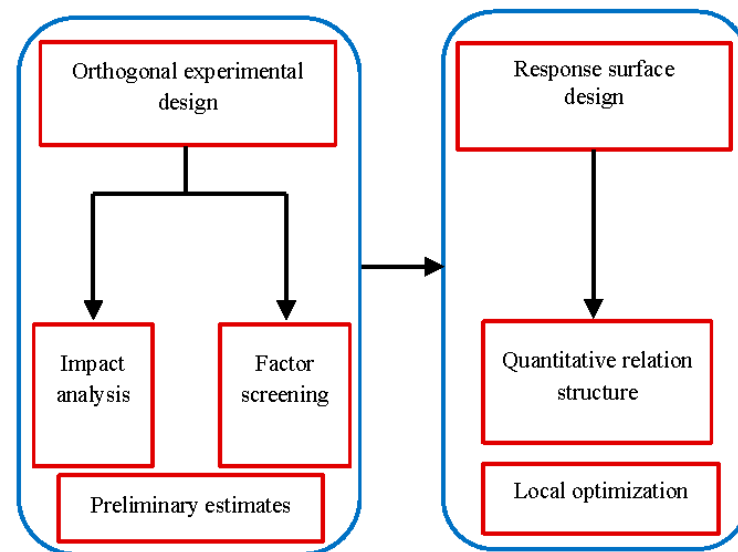 Orthogonal experimental
design
Impact
analysis
Factor
screening
Preliminary estimates
Response surface
design
Quantitative relation
structure
Local optimization